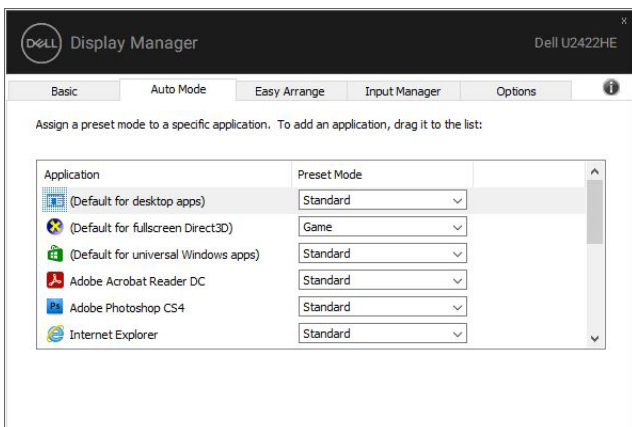 x
DELL Display Manager Dell U2422HE
Basic Auto Mode Easy Arrange Input Manager Options i
Assign a preset mode to a specific application. To add an application, drag it to the list:
Application Preset Mode
(Default for desktop apps) Standard
(Default for fullscreen Direct3D) Game
(Default for universal Windows apps) Standard
Adobe Acrobat Reader DC Standard
Ps Adobe Photoshop CS4 Standard
Internet Explorer Standard